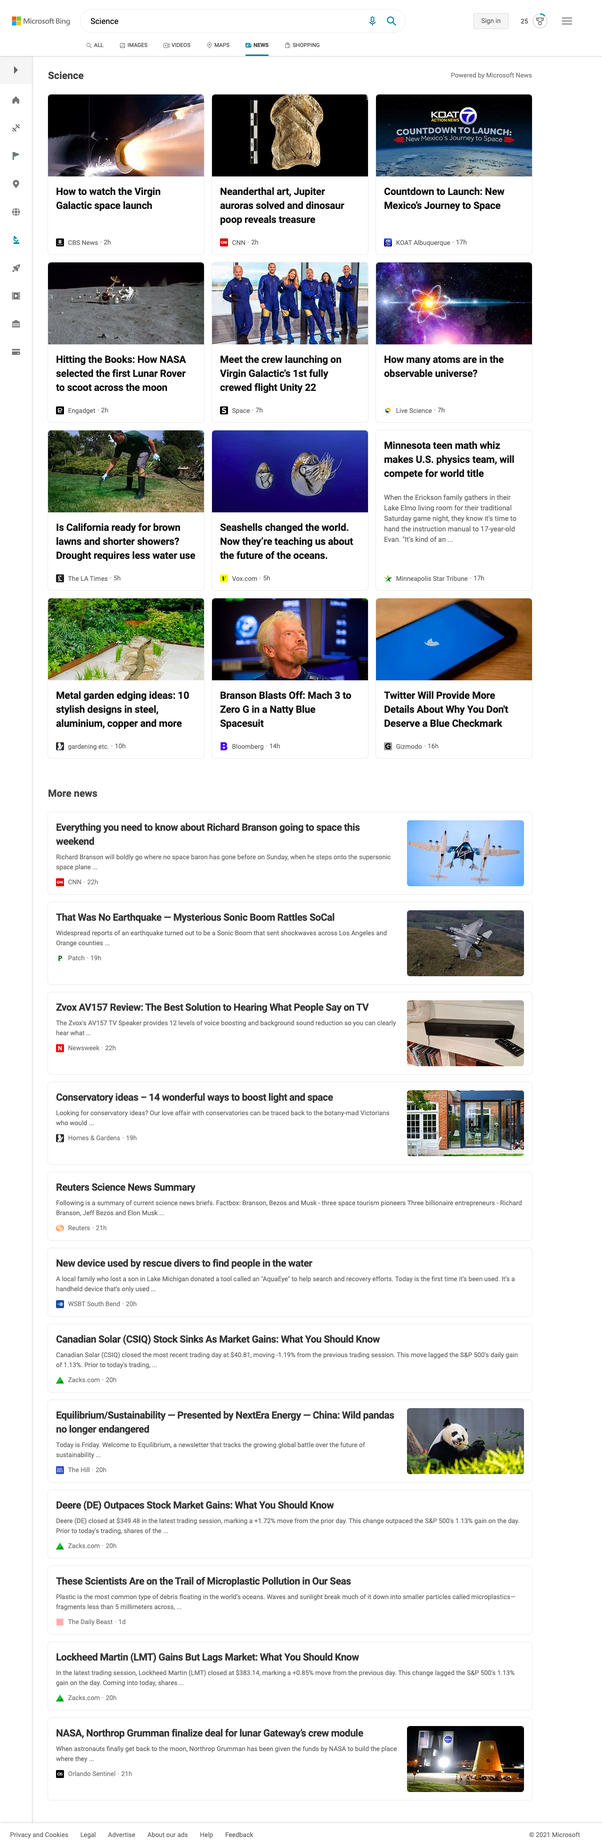 Microsoft Bing
Science
Sign in
25
ALL
IMAGES
VIDEOS
MAPS
NEWS
SHOPPING
Science
Powered by Microsoft News
How to watch the Virgin
Galactic space launch
CBS News · 2h
Neanderthal art, Jupiter
auroras solved and dinosaur
poop reveals treasure
CNN · 2h
KOAT 7
ACTION NEWS
COUNTDOWN TO LAUNCH:
New Mexico's Journey to Space
Countdown to Launch: New
Mexico's Journey to Space
KOAT Albuquerque · 17h
Hitting the Books: How NASA
selected the first Lunar Rover
to scoot across the moon
Engadget · 2h
Meet the crew launching on
Virgin Galactic's 1st fully
crewed flight Unity 22
Space · 7h
How many atoms are in the
observable universe?
Live Science · 7h
Is California ready for brown
lawns and shorter showers?
Drought requires less water use
The LA Times · 5h
Seashells changed the world.
Now they're teaching us about
the future of the oceans.
Vox.com · 5h
Minnesota teen math whiz
makes U.S. physics team, will
compete for world title
When the Erickson family gathers in their
Lake Elmo living room for their traditional
Saturday game night, they know it's time to
hand the instruction manual to 17-year-old
Evan. "It's kind of an ...
Minneapolis Star Tribune · 17h
Metal garden edging ideas: 10
stylish designs in steel,
aluminium, copper and more
gardening etc. · 10h
Branson Blasts Off: Mach 3 to
Zero G in a Natty Blue
Spacesuit
Bloomberg · 14h
Twitter Will Provide More
Details About Why You Don't
Deserve a Blue Checkmark
Gizmodo · 16h
More news
Everything you need to know about Richard Branson going to space this
weekend
Richard Branson will boldly go where no space baron has gone before on Sunday, when he steps onto the supersonic
space plane ...
CNN · 22h
That Was No Earthquake — Mysterious Sonic Boom Rattles SoCal
Widespread reports of an earthquake turned out to be a Sonic Boom that sent shockwaves across Los Angeles and
Orange counties ...
Patch · 19h
Zvox AV157 Review: The Best Solution to Hearing What People Say on TV
The Zvox's AV157 TV Speaker provides 12 levels of voice boosting and background sound reduction so you can clearly
hear what ...
Newsweek · 22h
Conservatory ideas – 14 wonderful ways to boost light and space
Looking for conservatory ideas? Our love affair with conservatories can be traced back to the botany-mad Victorians
who would ...
Homes & Gardens · 19h
Reuters Science News Summary
Following is a summary of current science news briefs. Factbox: Branson, Bezos and Musk - three space tourism pioneers Three billionaire entrepreneurs - Richard
Branson, Jeff Bezos and Elon Musk ...
Reuters · 21h
New device used by rescue divers to find people in the water
A local family who lost a son in Lake Michigan donated a tool called an "AquaEye" to help search and recovery efforts. Today is the first time it's been used. It's a
handheld device that's only used ...
WSBT South Bend · 20h
Canadian Solar (CSIQ) Stock Sinks As Market Gains: What You Should Know
Canadian Solar (CSIQ) closed the most recent trading day at $40.81, moving -1.19% from the previous trading session. This move lagged the S&P 500's daily gain
of 1.13%. Prior to today's trading, ...
Zacks.com · 20h
Equilibrium/Sustainability — Presented by NextEra Energy — China: Wild pandas
no longer endangered
Today is Friday. Welcome to Equilibrium, a newsletter that tracks the growing global battle over the future of
sustainability ...
The Hill · 20h
Deere (DE) Outpaces Stock Market Gains: What You Should Know
Deere (DE) closed at $349.48 in the latest trading session, marking a +1.72% move from the prior day. This change outpaced the S&P 500's 1.13% gain on the day.
Prior to today's trading, shares of the ...
Zacks.com · 20h
These Scientists Are on the Trail of Microplastic Pollution in Our Seas
Plastic is the most common type of debris floating in the world's oceans. Waves and sunlight break much of it down into smaller particles called microplastics—
fragments less than 5 millimeters across, ...
The Daily Beast · 1d
Lockheed Martin (LMT) Gains But Lags Market: What You Should Know
In the latest trading session, Lockheed Martin (LMT) closed at $383.14, marking a +0.85% move from the previous day. This change lagged the S&P 500's 1.13%
gain on the day. Coming into today, shares ...
Zacks.com · 20h
NASA, Northrop Grumman finalize deal for lunar Gateway's crew module
When astronauts finally get back to the moon, Northrop Grumman has been given the funds by NASA to build the place
where they ...
Orlando Sentinel · 21h
Privacy and Cookies
Legal
Advertise
About our ads
Help
Feedback
© 2021 Microsoft